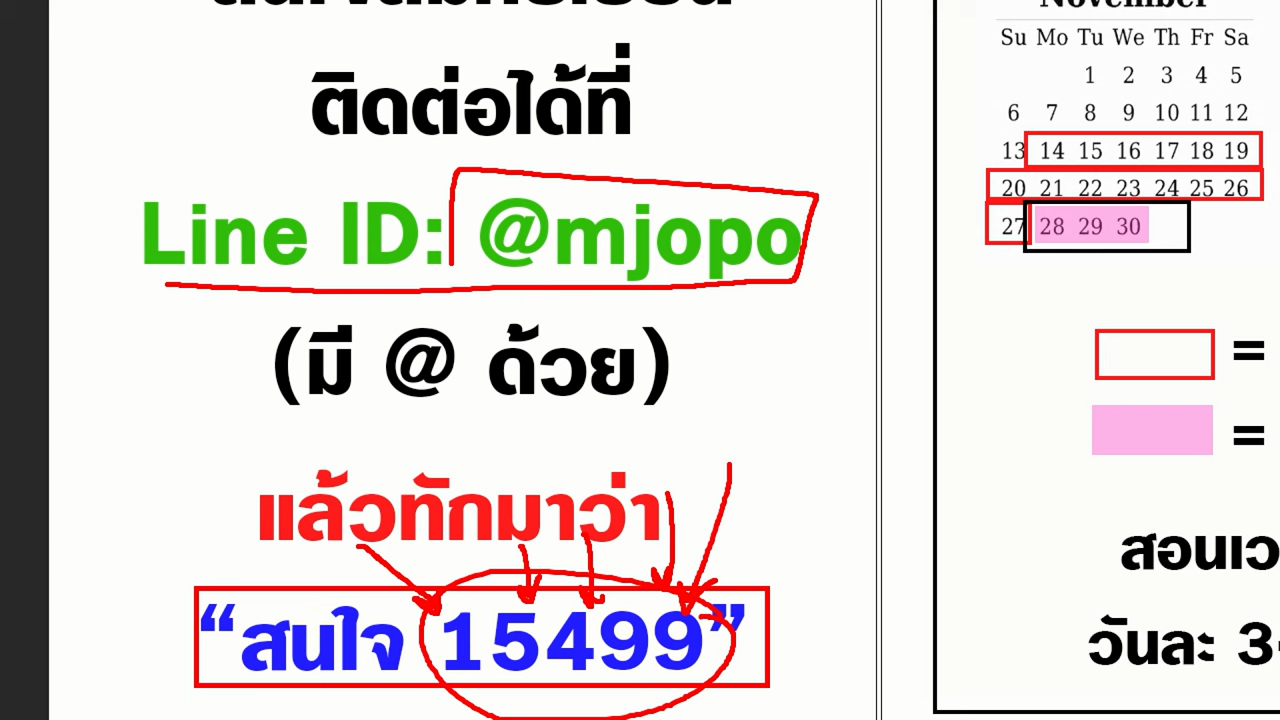 ติดต่อได้ที่
Line ID: @mjopo
(มี @ ด้วย)
แล้วทักมาว่า
“สนใจ 15499”
November
Su Mo Tu We Th Fr Sa
1 2 3 4 5
6 7 8 9 10 11 12
13 14 15 16 17 18 19
20 21 22 23 24 25 26
27 28 29 30
=
=
สอนเว
วันละ 3